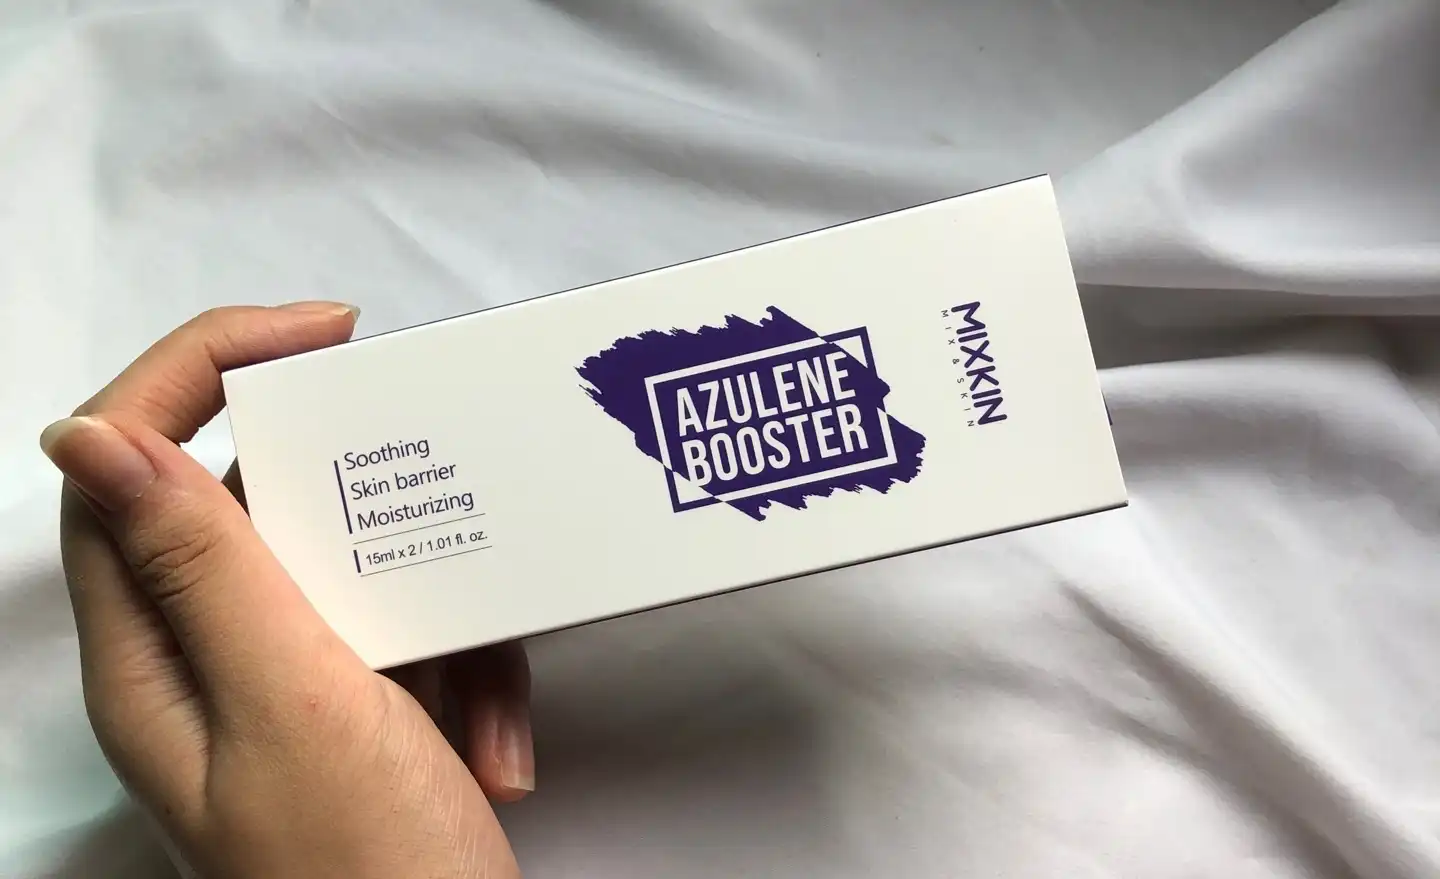 Soothing
Skin barrier
Moisturizing
15ml x 2 / 1.01 fl. oz.
AZULENE
BOOSTER
MIXKIN
MIX & SKIN